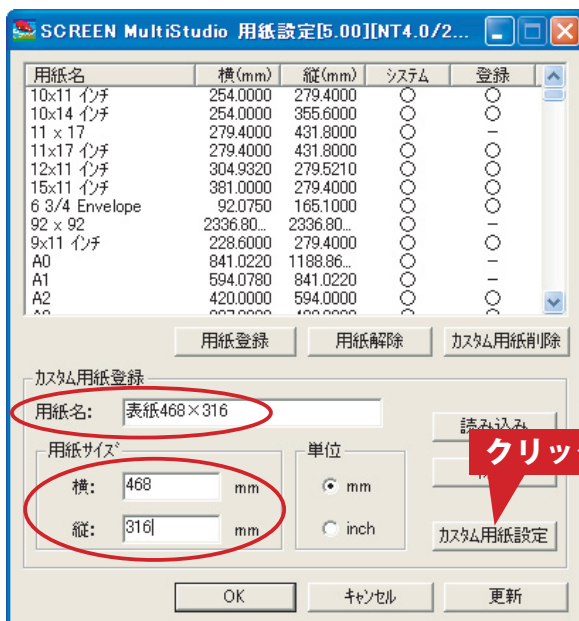 SCREEN MultiStudio 用紙設定[5.00][NT4.0/2...
用紙名 横(mm) 縦(mm) システム 登録
10x11 インチ 254.0000 279.4000 ○ ○
10x14 インチ 254.0000 355.6000 ○ ○
11 x 17 279.4000 431.8000 ○ －
11x17 インチ 279.4000 431.8000 ○ ○
12x11 インチ 304.9320 279.5210 ○ ○
15x11 インチ 381.0000 279.4000 ○ ○
6 3/4 Envelope 92.0750 165.1000 ○ ○
92 x 92 2336.80... 2336.80... ○ －
9x11 インチ 228.6000 279.4000 ○ ○
A0 841.0220 1188.86... ○ －
A1 594.0780 841.0220 ○ －
A2 420.0000 594.0000 ○ ○
用紙登録 用紙解除 カスタム用紙削除
カスタム用紙登録
用紙名: 表紙468×316
読み込み
用紙サイズ 単位
クリッ
横: 468 mm mm
縦: 316 mm inch カスタム用紙設定
OK キャンセル 更新